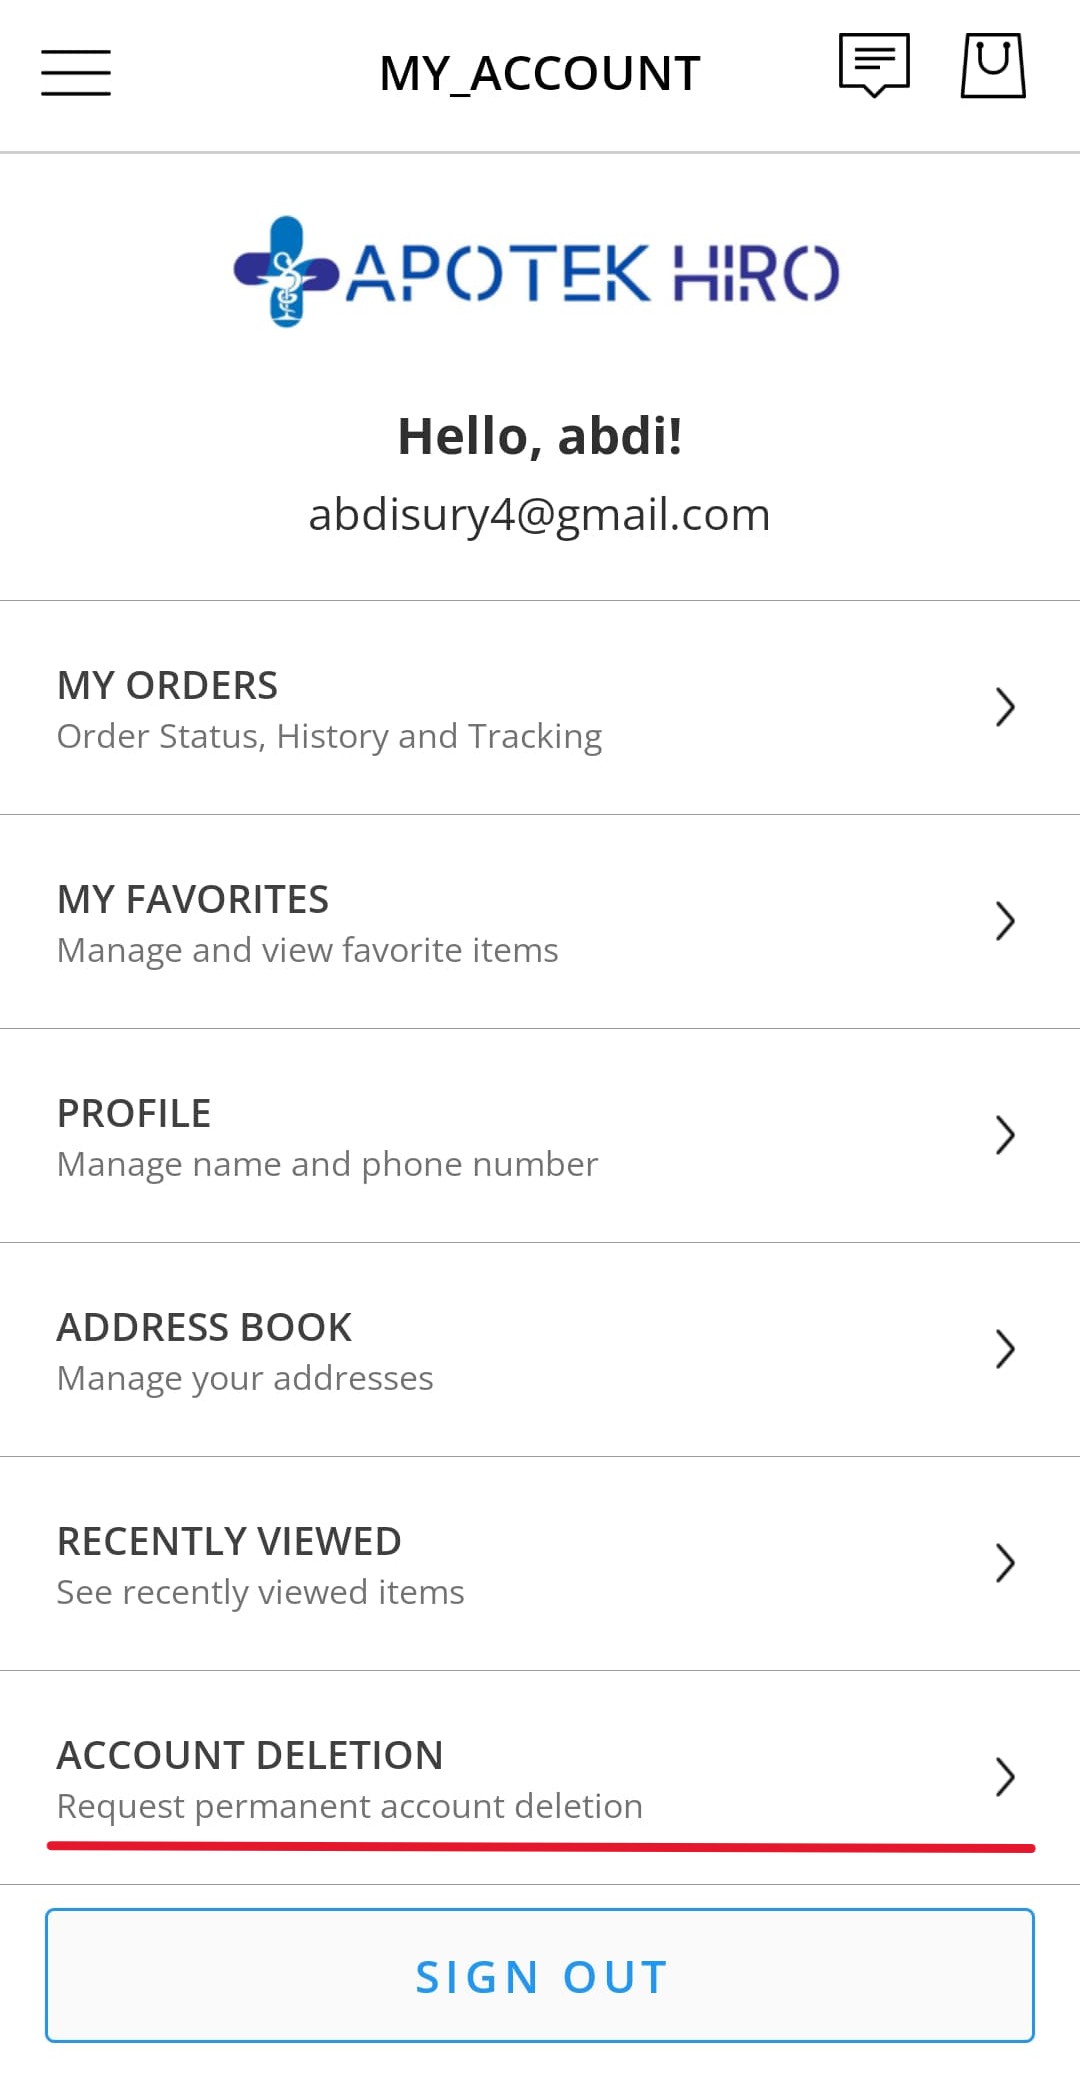 MY_ACCOUNT
APOTEK HIRO
Hello, abdi!
abdisury4@gmail.com
MY ORDERS
Order Status, History and Tracking
MY FAVORITES
Manage and view favorite items
PROFILE
Manage name and phone number
ADDRESS BOOK
Manage your addresses
RECENTLY VIEWED
See recently viewed items
ACCOUNT DELETION
Request permanent account deletion
SIGN OUT